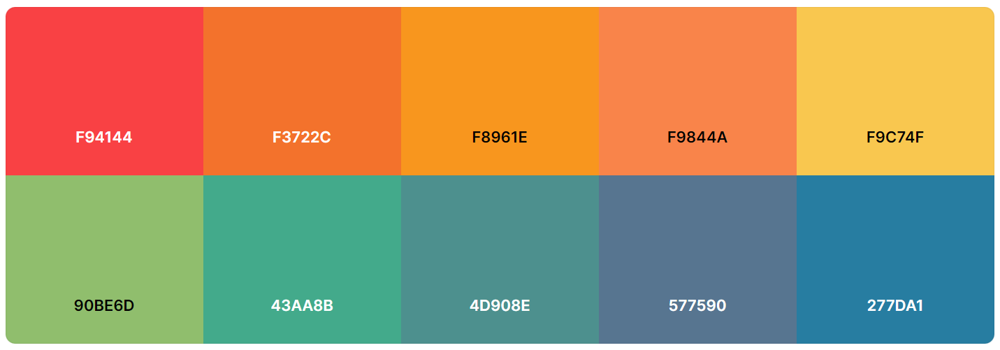 F94144
F3722C
F8961E
F9844A
F9C74F
90BE6D
43AA8B
4D908E
577590
277DA1